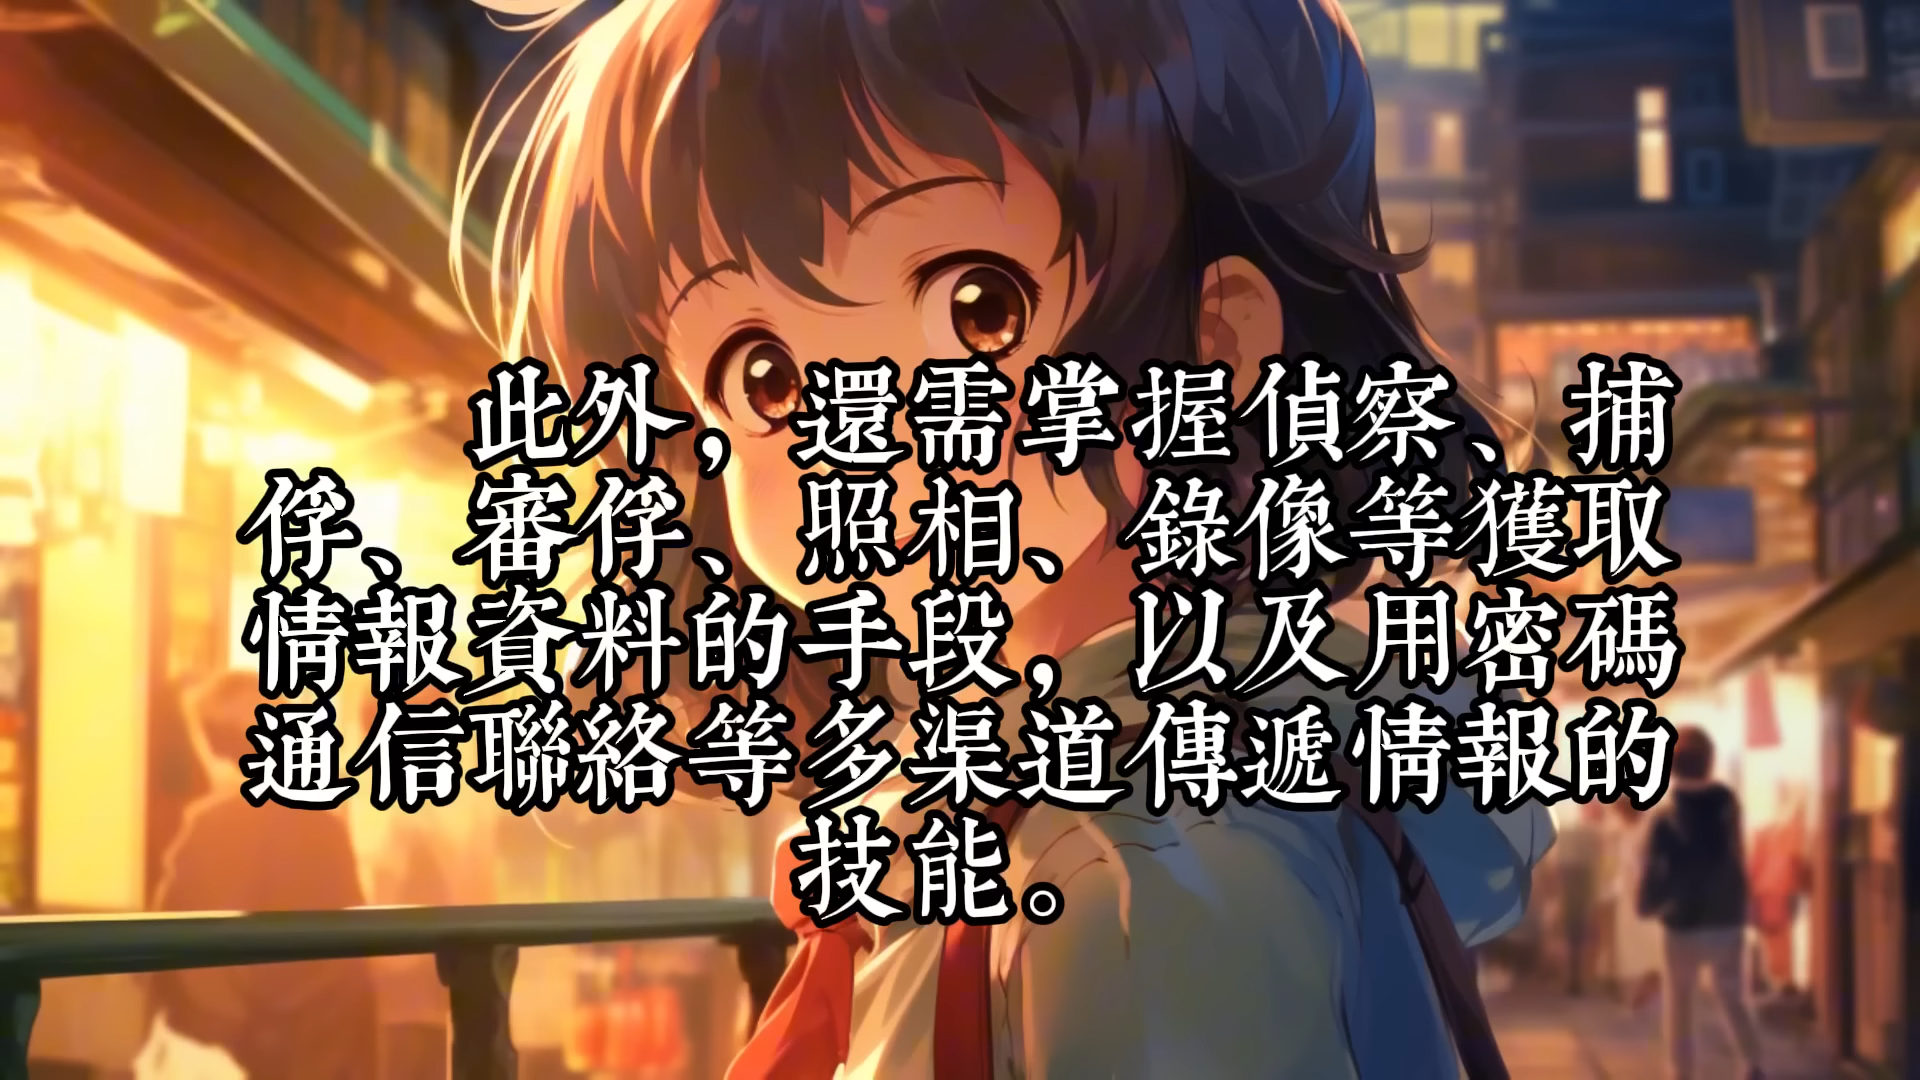 此外，還需掌握偵察、捕
俘、審俘、照相、錄像等獲取
情報資料的手段，以及用密碼
通信聯絡等多渠道傳遞情報的
技能。